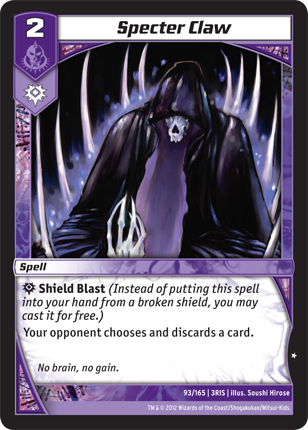 2
Specter Claw
Spell
Shield Blast (Instead of putting this spell
into your hand from a broken shield, you may
cast it for free.)
Your opponent chooses and discards a card.
No brain, no gain.
93/165 | 3RIS | illus. Soushi Hirose
TM & © 2012 Wizards of the Coast/Shogakukan/Mitsui-Kids.